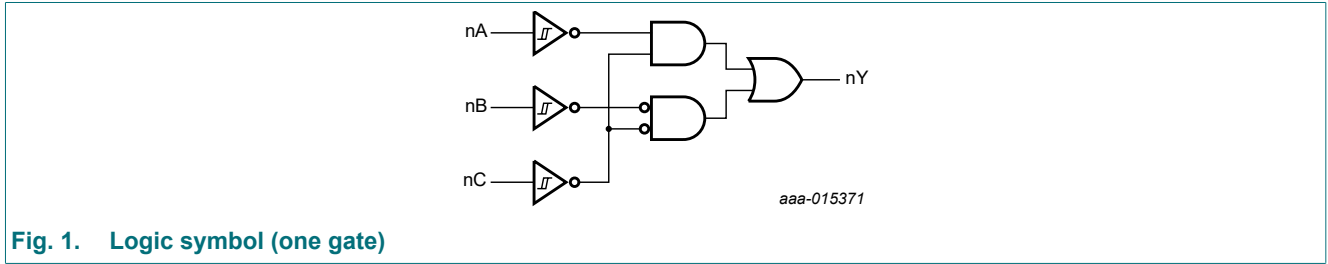 nA
nB
nC
nY
aaa-015371
Fig. 1. Logic symbol (one gate)